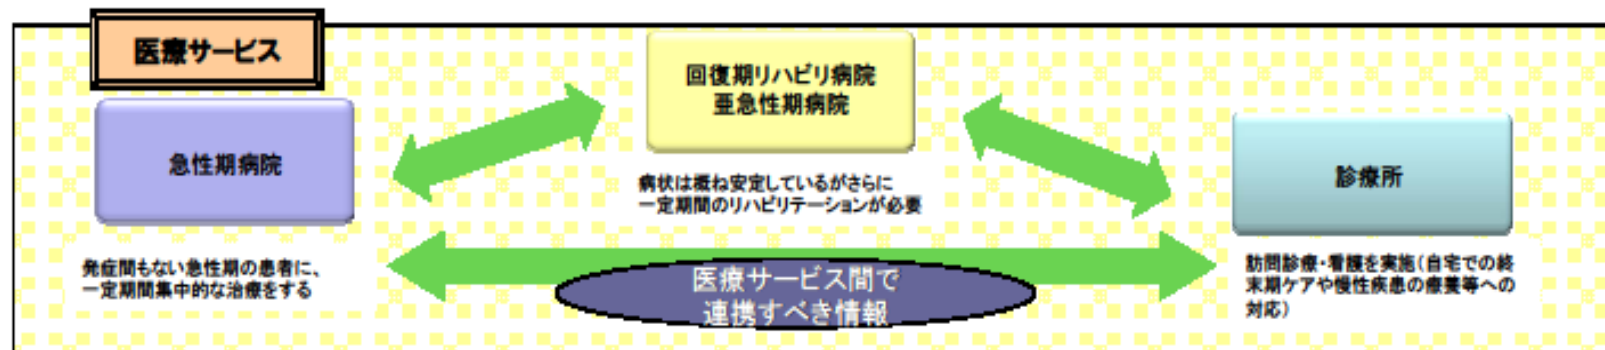 医療サービス
急性期病院
発症間もない急性期の患者に、
一定期間集中的な治療をする
回復期リハビリ病院
亜急性期病院
病状は概ね安定しているがさらに
一定期間のリハビリテーションが必要
医療サービス間で
連携すべき情報
診療所
訪問診療・看護を実施(自宅での終
末期ケアや慢性疾患の療養等への
対応)